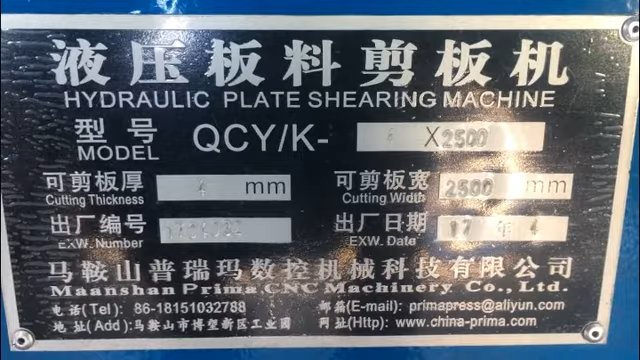 液压板料剪板机
HYDRAULIC PLATE SHEARING MACHINE
型号 QCY/K- 4 X2500
MODEL
可剪板厚 4 mm 可剪板宽 2500 mm
Cutting Thickness Cutting Width
出厂编号 出厂日期 17 年 4
EXW. Number EXW. Date
马鞍山普瑞玛数控机械科技有限公司
Maanshan Prima CNC Machinery Co., Ltd.
电话(Tel): 86-18151032788 邮箱(E-mail): primapress@aliyun.com
地址(Add):马鞍山市博望新区工业园 网址(Http): www.china-prima.com